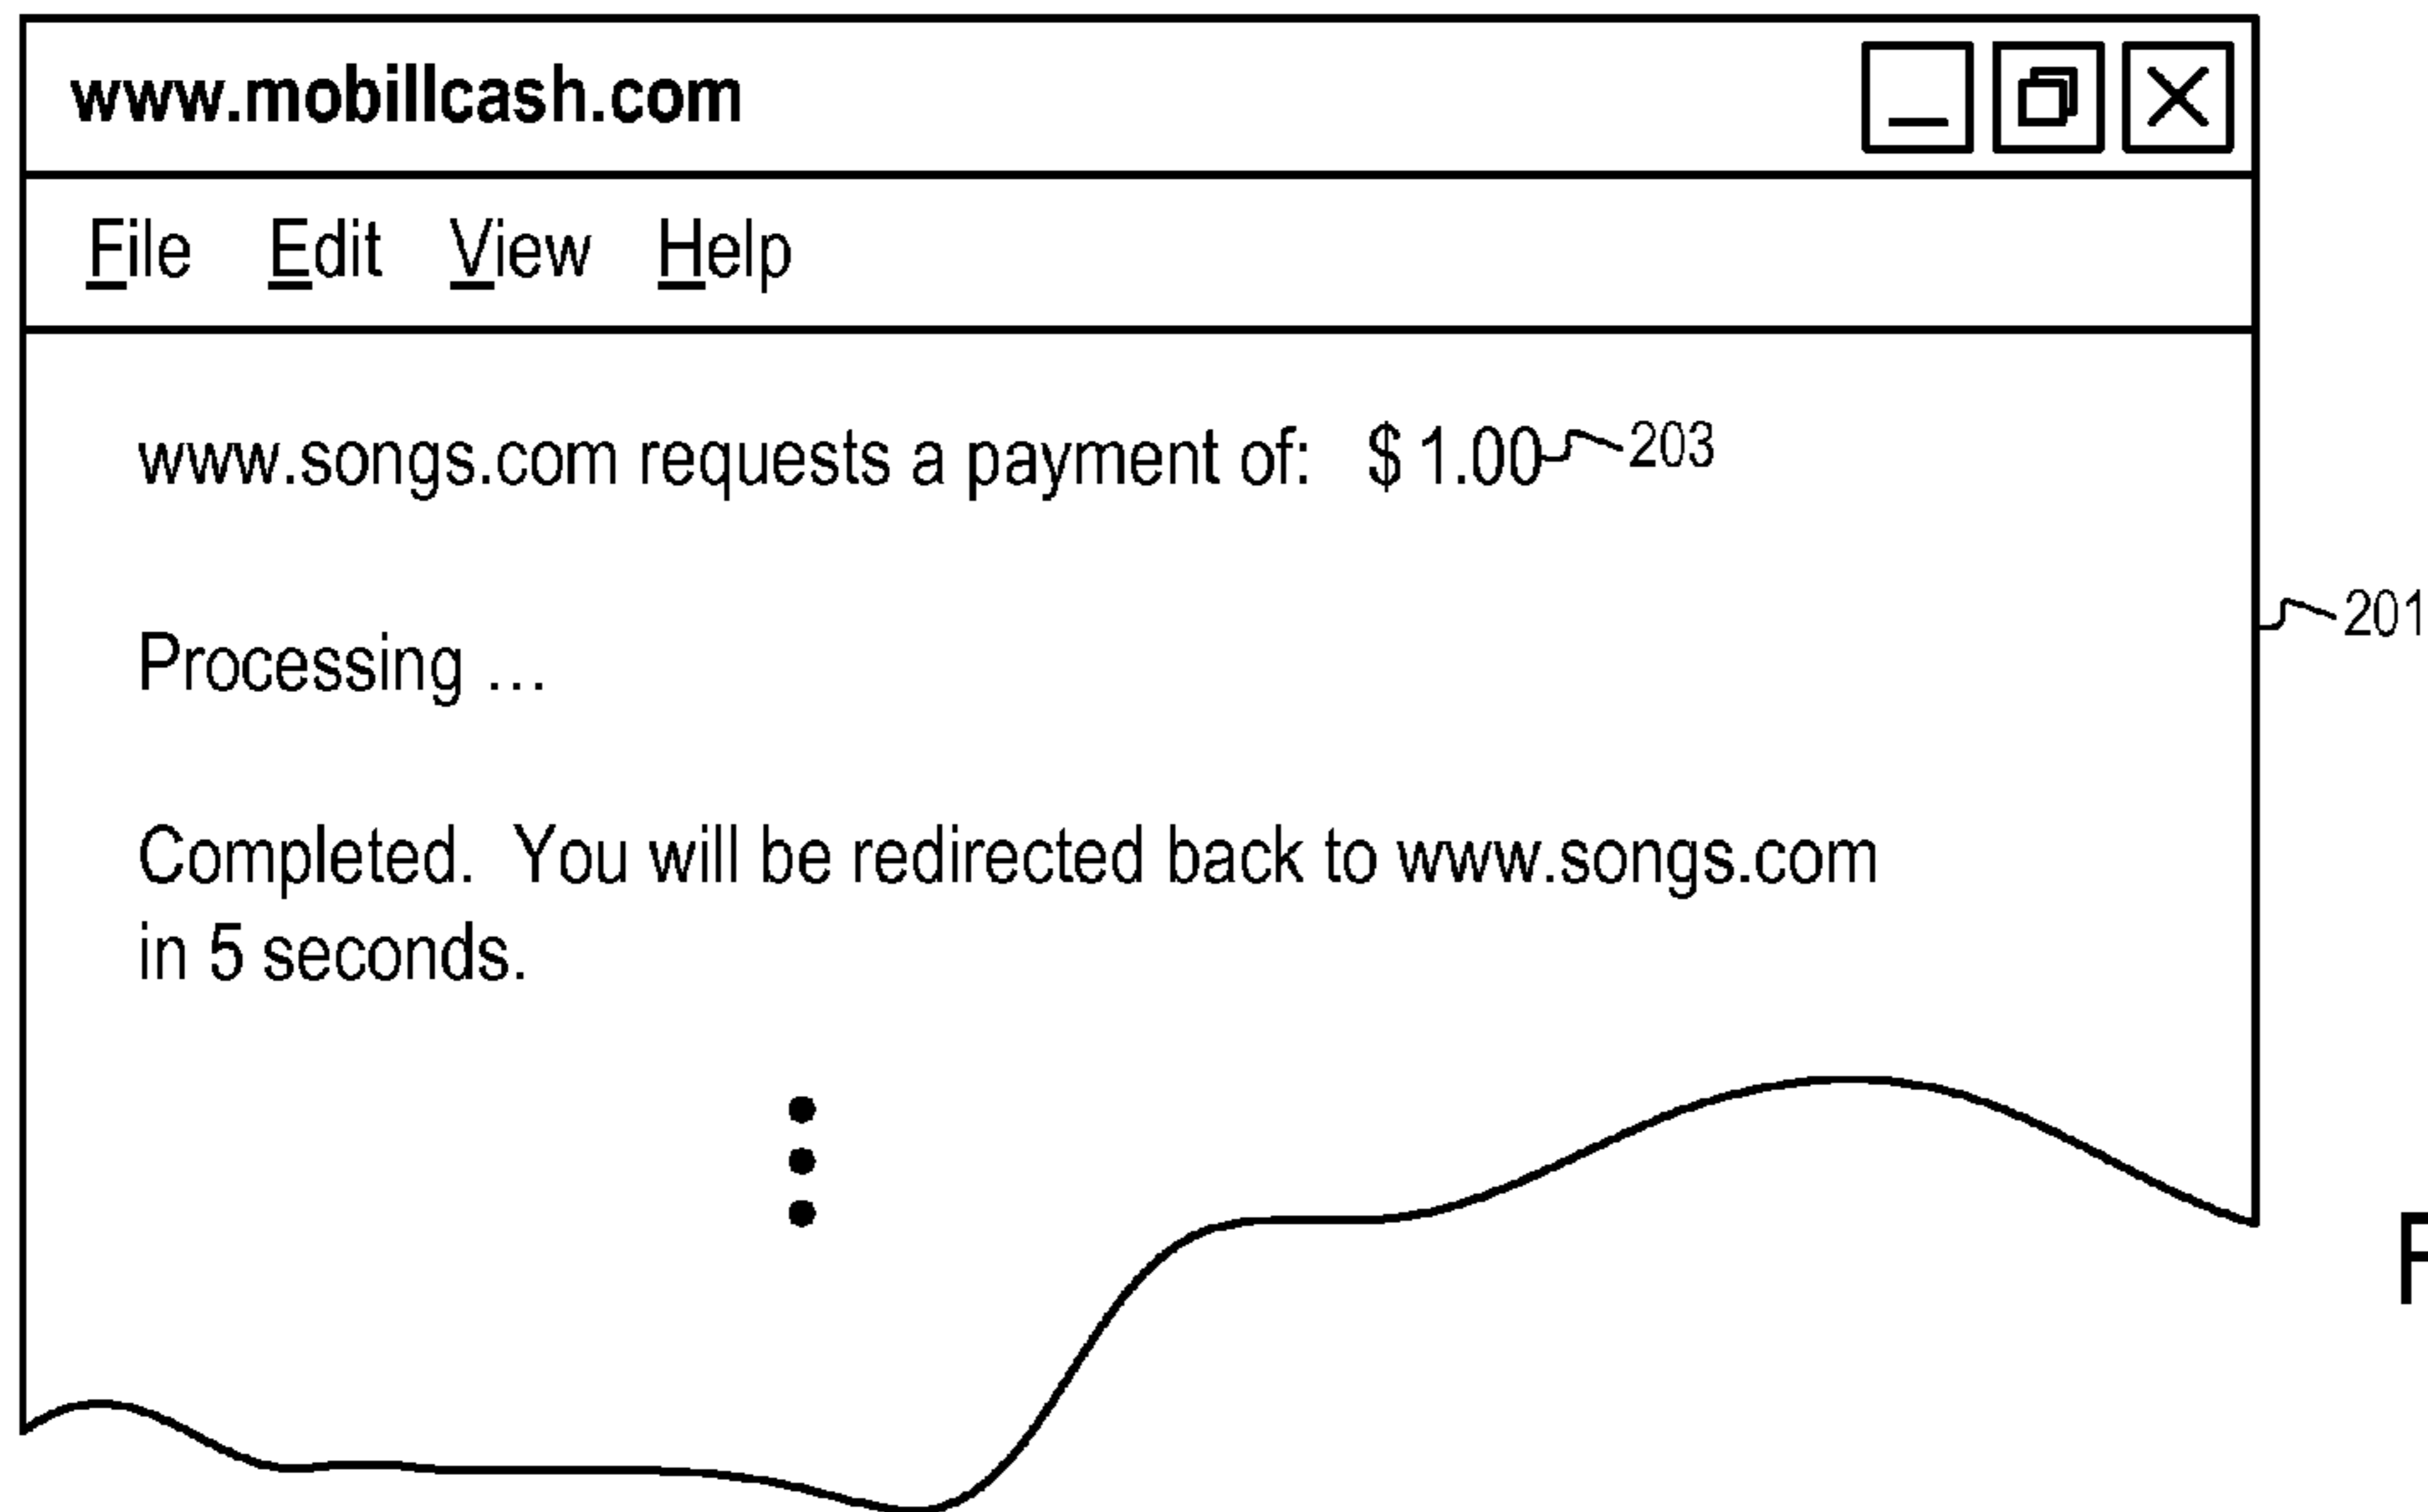 www.mobillcash.com
File Edit View Help
www.songs.com requests a payment of: $ 1.00 203
201
Processing ...
Completed. You will be redirected back to www.songs.com
in 5 seconds.